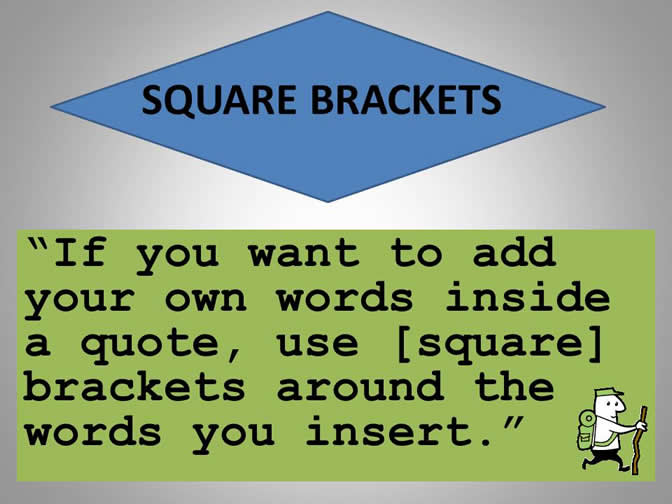 SQUARE BRACKETS
“If you want to add
your own words inside
a quote, use [square]
brackets around the
words you insert.”